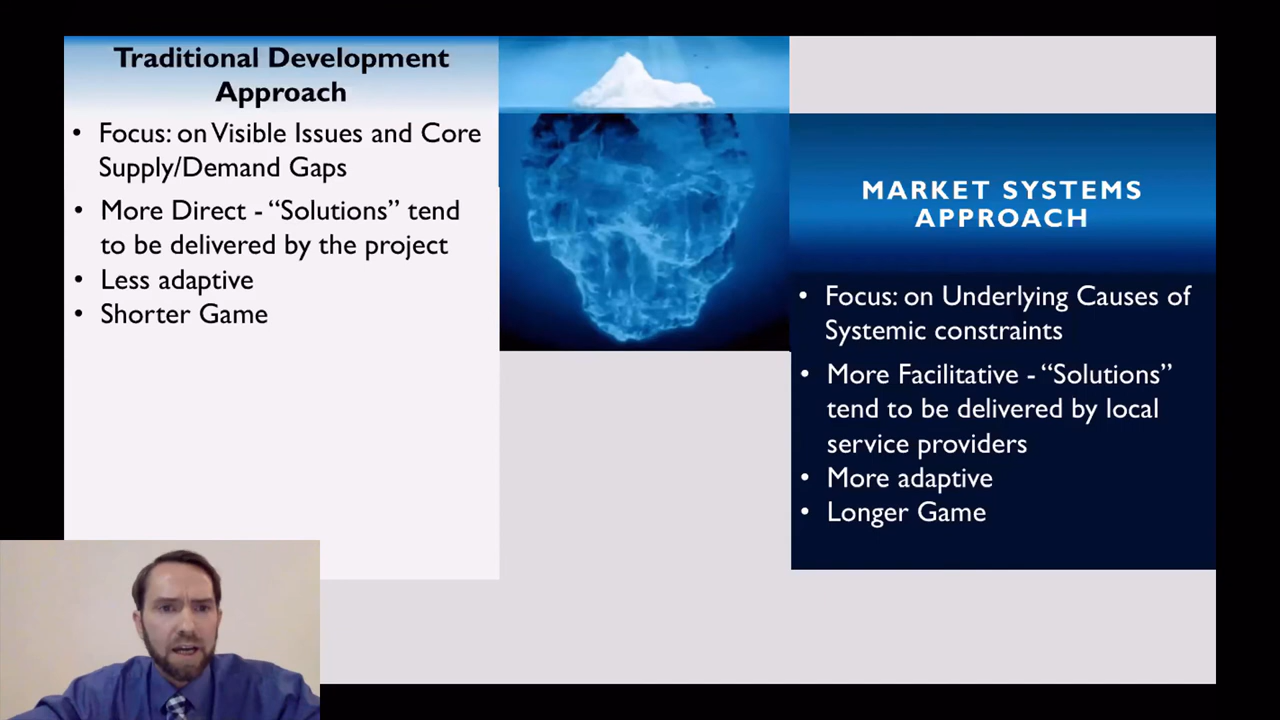 Traditional Development
Approach
• Focus: on Visible Issues and Core
Supply/Demand Gaps
• More Direct - “Solutions” tend
to be delivered by the project
• Less adaptive
• Shorter Game
MARKET SYSTEMS
APPROACH
• Focus: on Underlying Causes of
Systemic constraints
• More Facilitative - “Solutions”
tend to be delivered by local
service providers
• More adaptive
• Longer Game